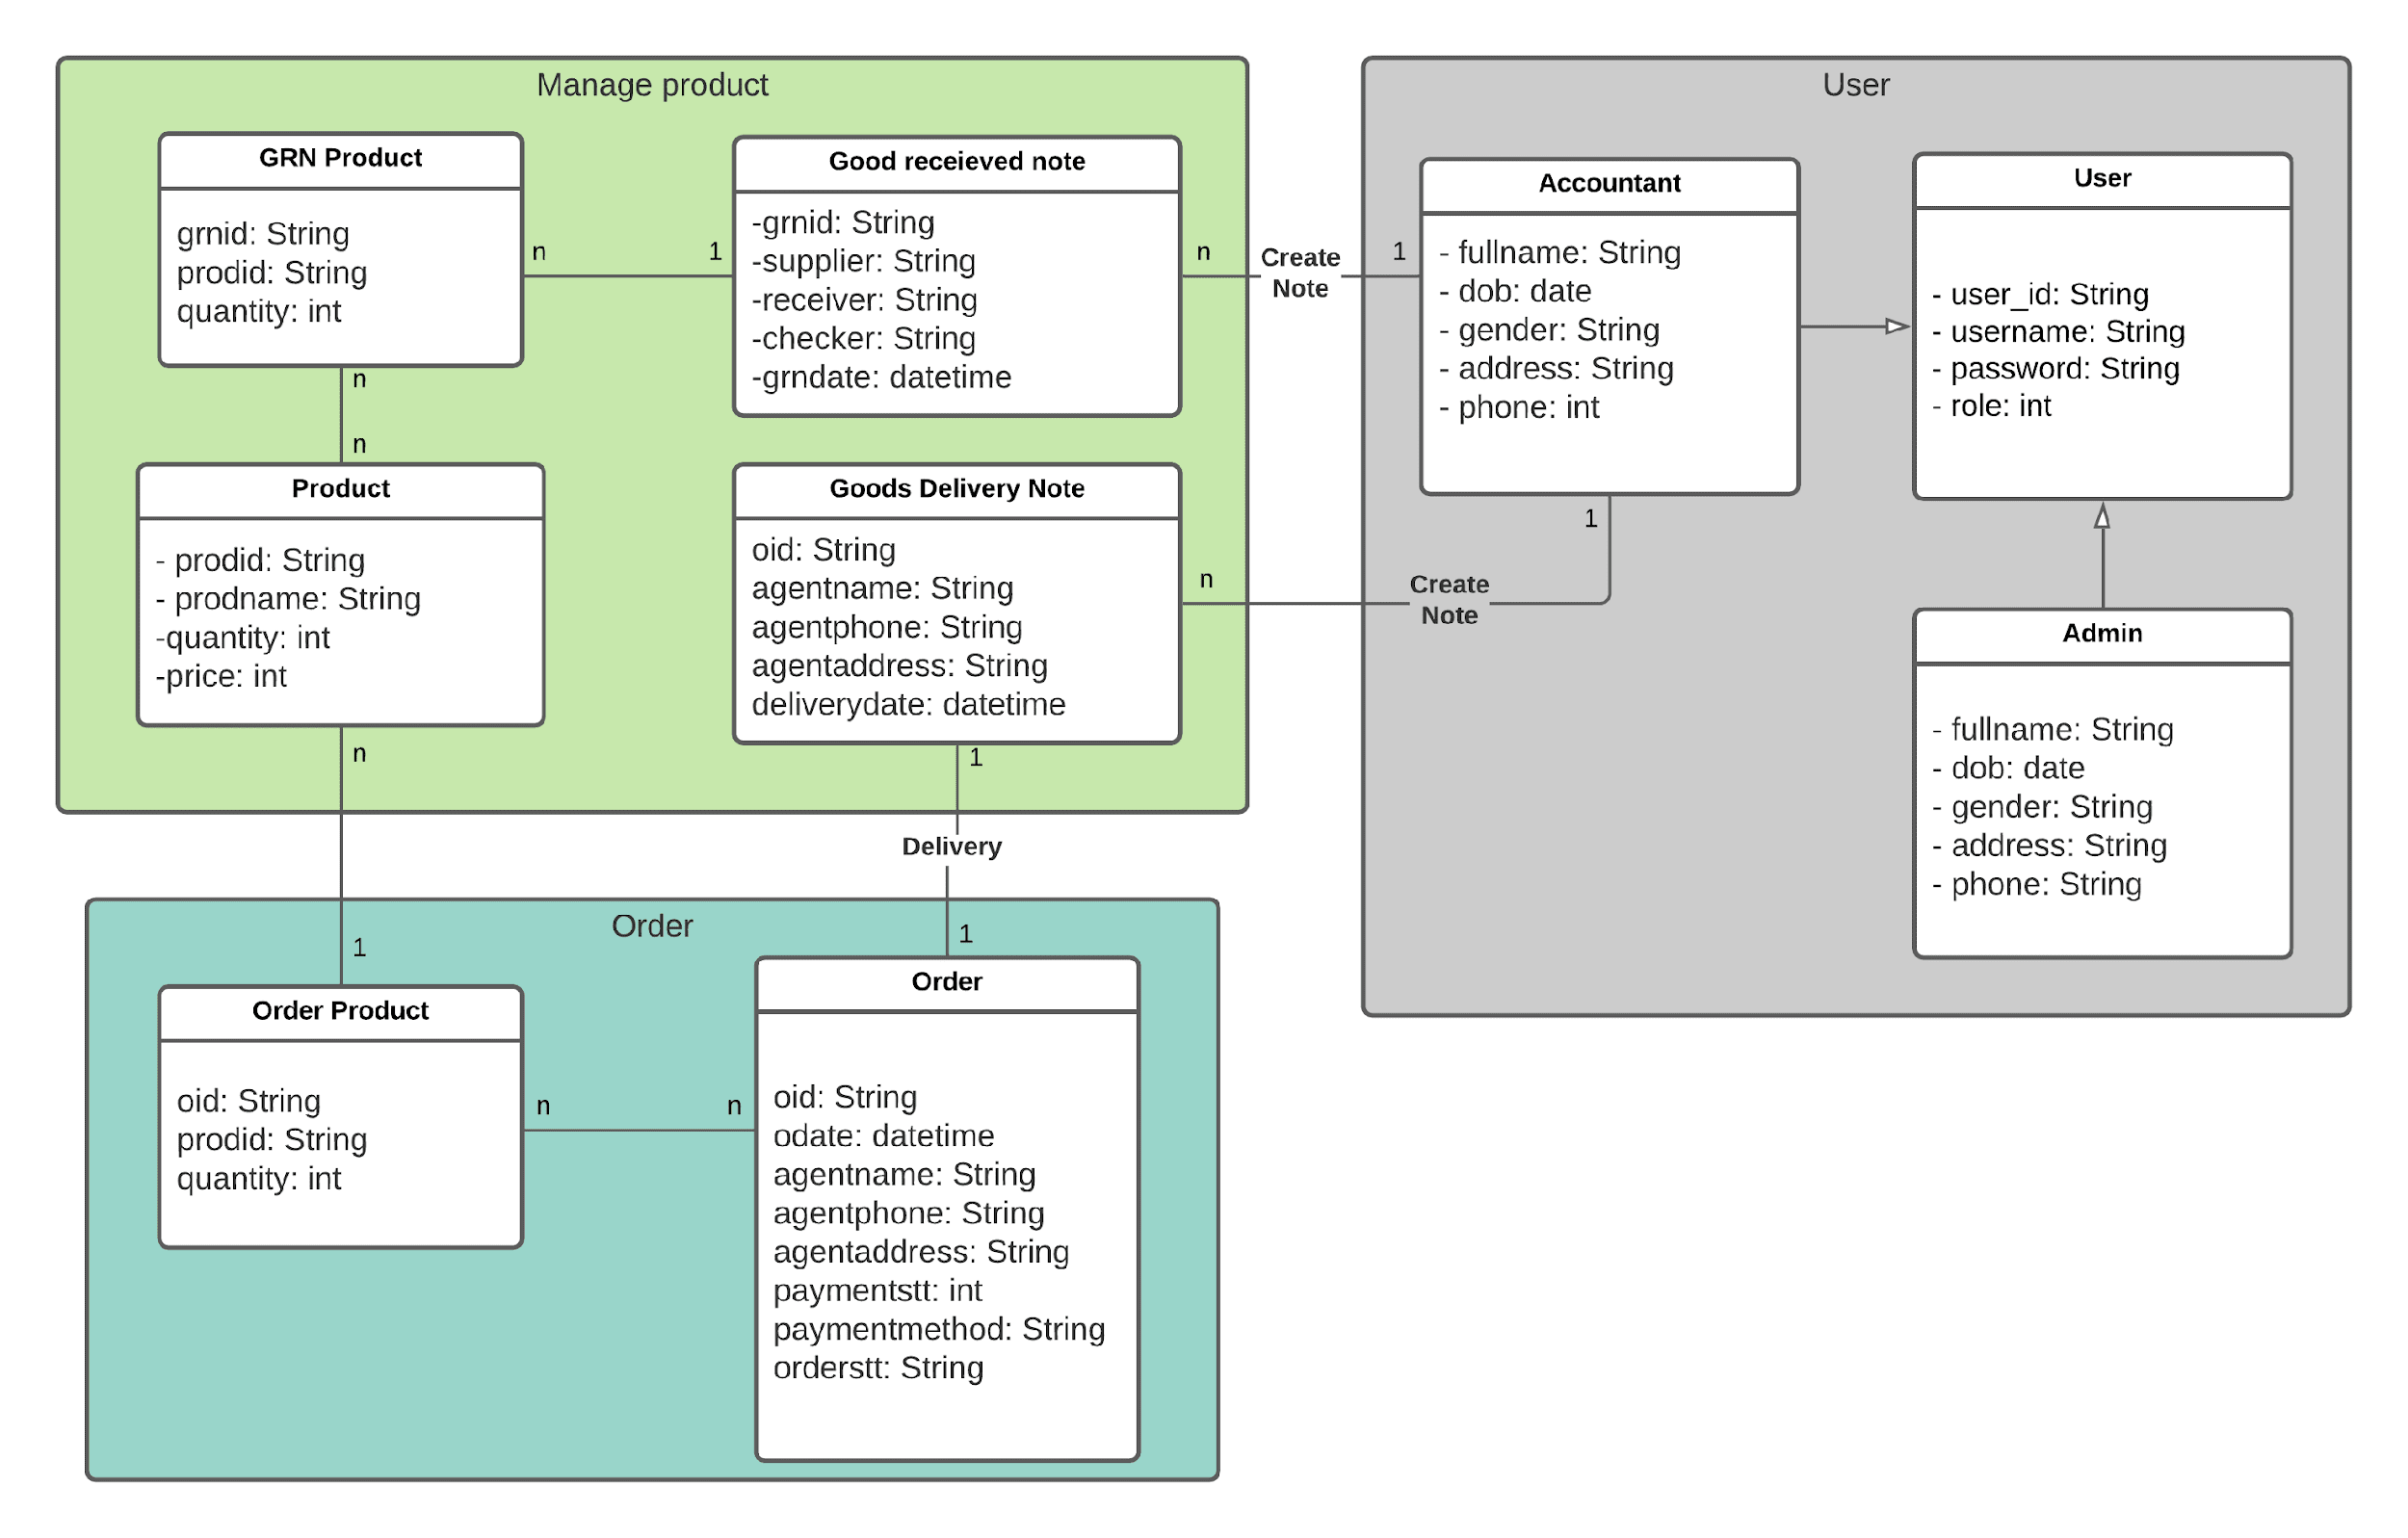 Manage product
GRN Product
grnid: String
prodid: String
quantity: int
n
1
Good receieved note
-grnid: String
-supplier: String
-receiver: String
-checker: String
-grndate: datetime
n
n
Product
- prodid: String
- prodname: String
-quantity: int
-price: int
n
Goods Delivery Note
oid: String
agentname: String
agentphone: String
agentaddress: String
deliverydate: datetime
1
n
Create
Note
1
n
Create
Note
1
User
Accountant
- fullname: String
- dob: date
- gender: String
- address: String
- phone: int
User
- user_id: String
- username: String
- password: String
- role: int
Admin
- fullname: String
- dob: date
- gender: String
- address: String
- phone: String
Delivery
Order
1
1
Order Product
oid: String
prodid: String
quantity: int
n
n
Order
oid: String
odate: datetime
agentname: String
agentphone: String
agentaddress: String
paymentstt: int
paymentmethod: String
orderstt: String